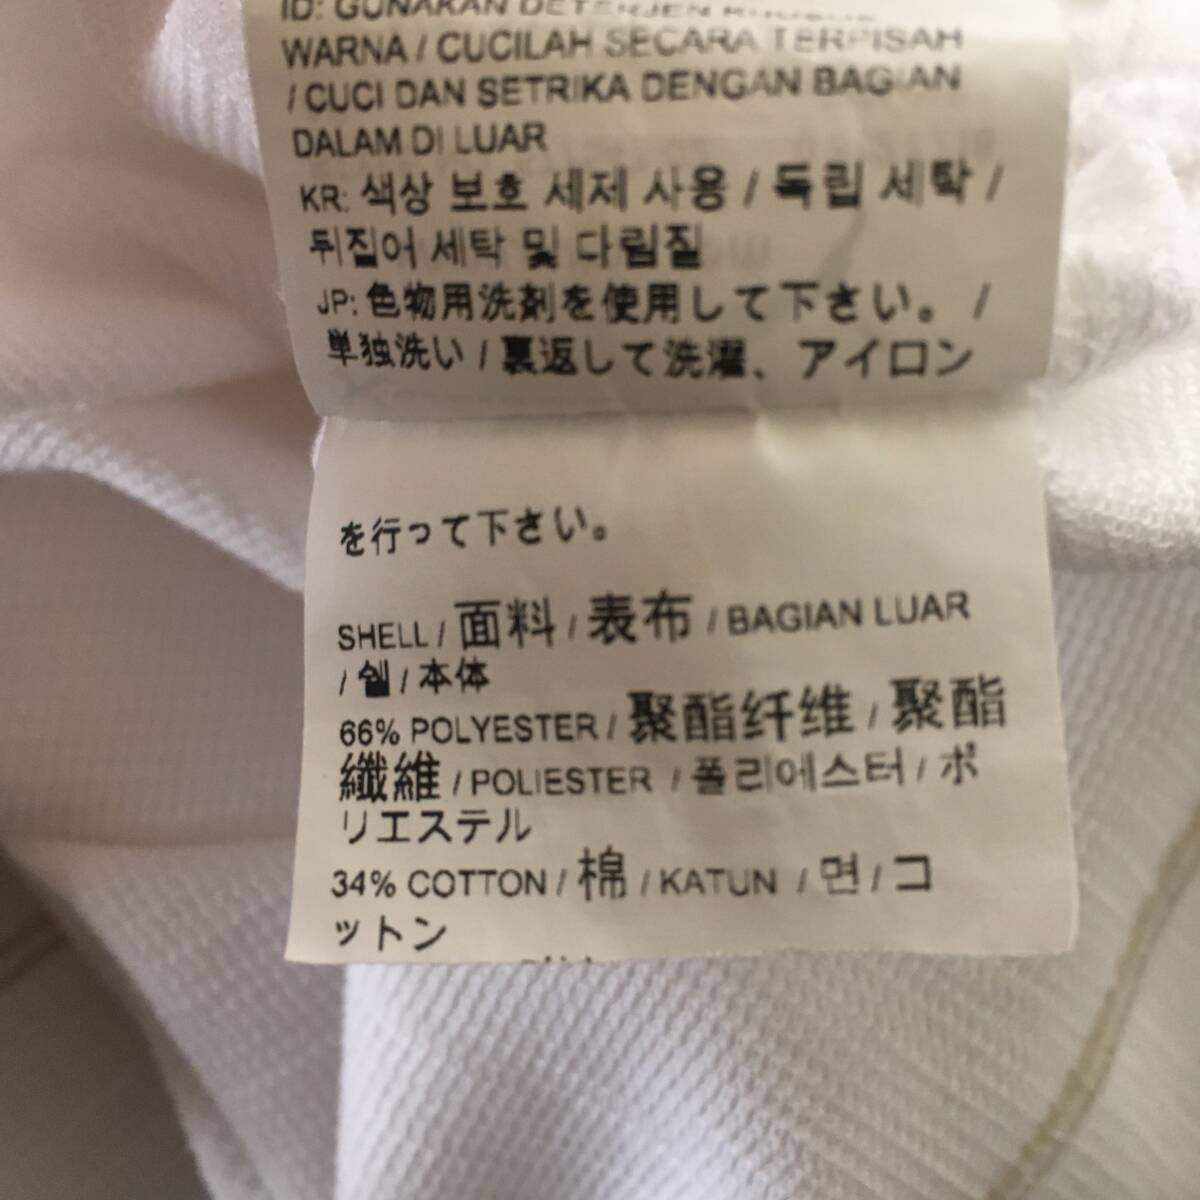 ID: GUNAKAN DETERJEN
WARNA / CUCILAH SECARA TERPISAH
/ CUCI DAN SETRIKA DENGAN BAGIAN
DALAM DI LUAR
KR: 색상 보호 세제 사용 / 독립 세탁 /
뒤집어 세탁 및 다림질
JP: 色物用洗剤を使用して下さい。 /
単独洗い / 裏返して洗濯、アイロン
を行って下さい。
SHELL / 面料 / 表布 / BAGIAN LUAR
/ 쉘 / 本体
66% POLYESTER / 聚酯纤维 / 聚酯
纖維 / POLIESTER / 폴리에스터 / ポ
リエステル
34% COTTON / 棉 / KATUN / 면 / コ
ットン